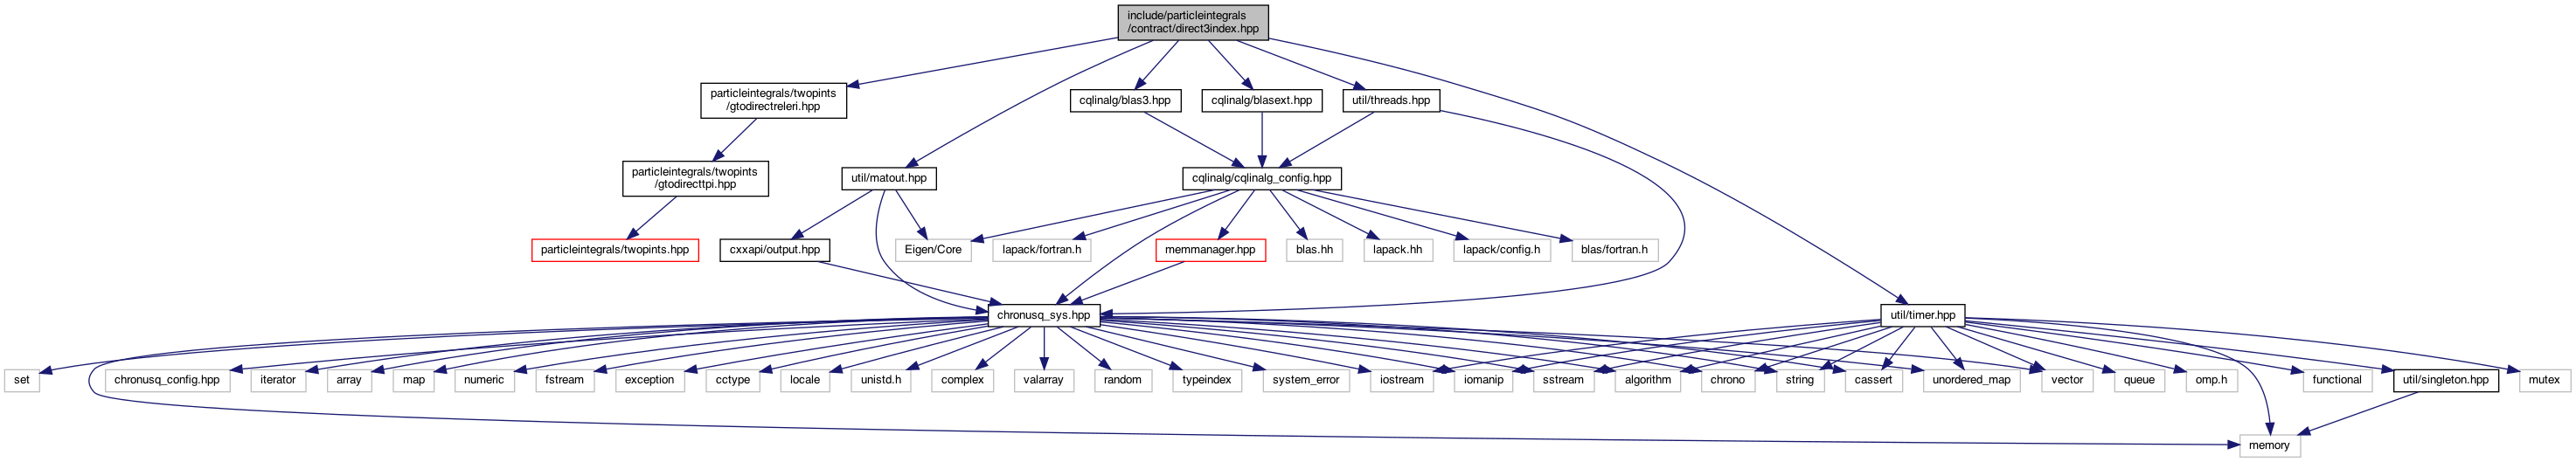 include/particleintegrals
/contract/direct3index.hpp
particleintegrals/twopints
/gtodirectreleri.hpp
cqlinalg/blas3.hpp
cqlinalg/blasext.hpp
util/threads.hpp
particleintegrals/twopints
/gtodirecttpi.hpp
util/matout.hpp
cqlinalg/cqlinalg_config.hpp
particleintegrals/twopints.hpp
cxxapi/output.hpp
Eigen/Core
lapack/fortran.h
memmanager.hpp
blas.hh
lapack.hh
lapack/config.h
blas/fortran.h
chronusq_sys.hpp
util/timer.hpp
set
chronusq_config.hpp
iterator
array
map
numeric
fstream
exception
cctype
locale
unistd.h
complex
valarray
random
typeindex
system_error
iostream
iomanip
sstream
algorithm
chrono
string
cassert
unordered_map
vector
queue
omp.h
functional
util/singleton.hpp
mutex
memory